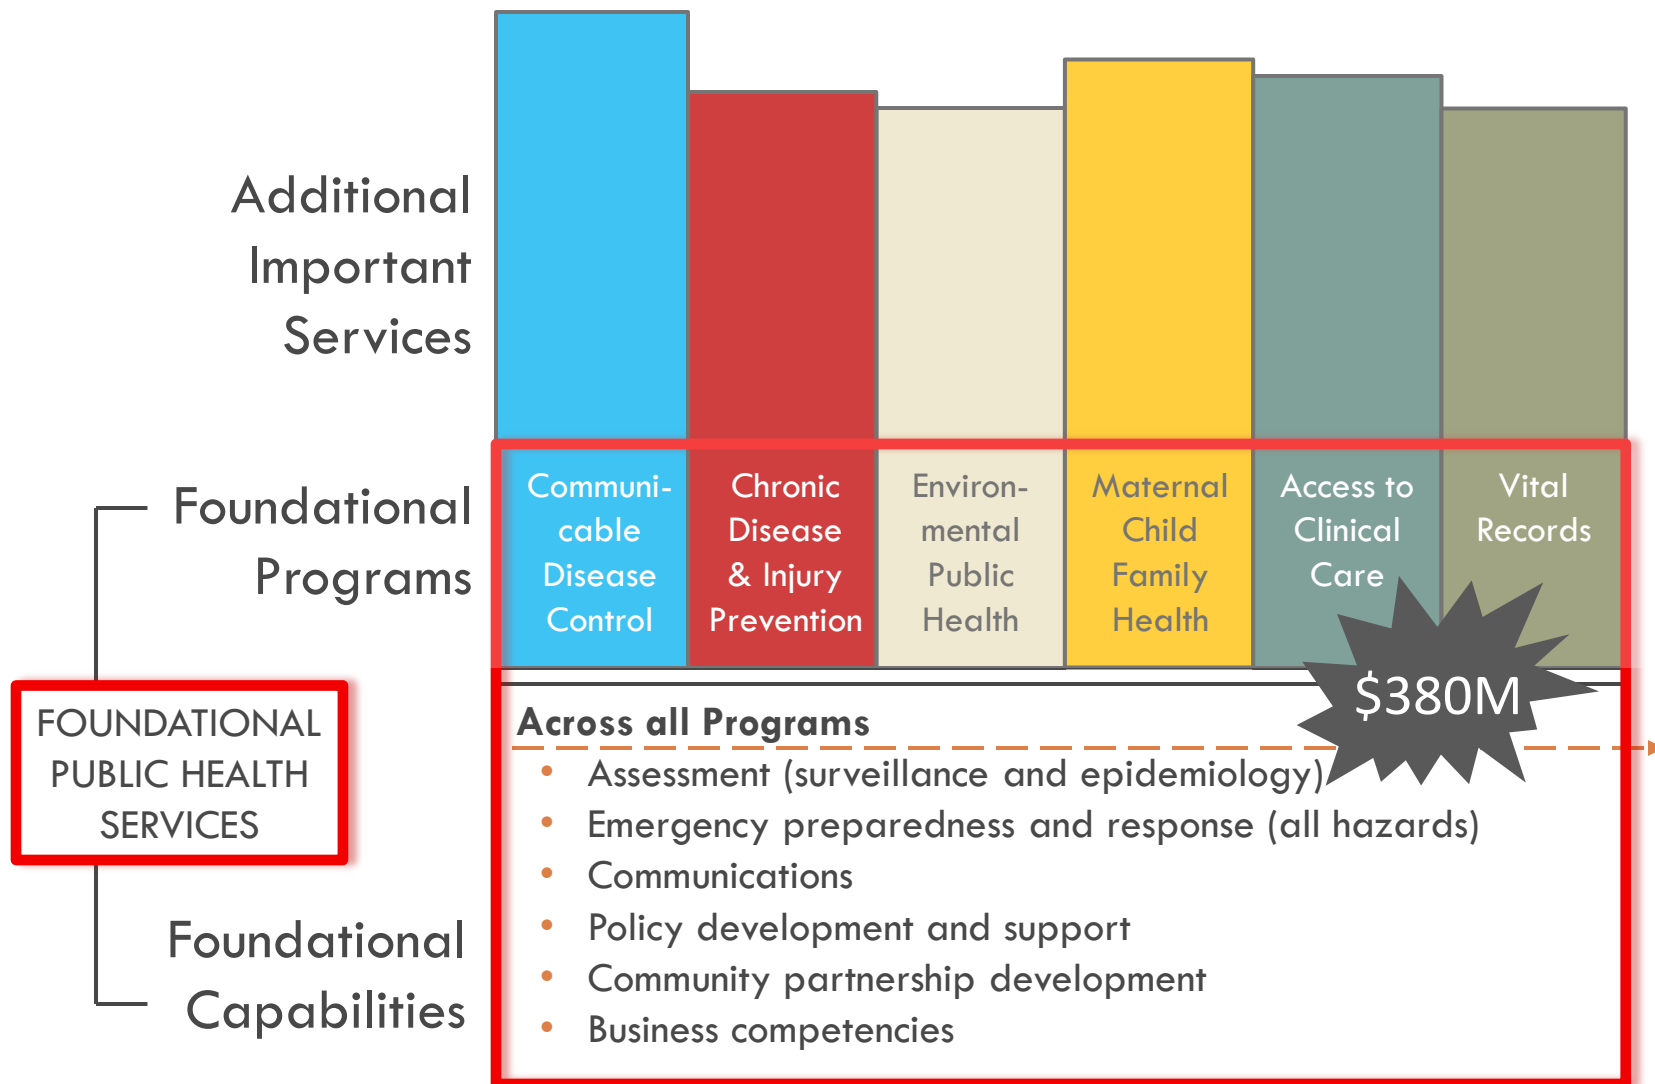 Additional
Important
Services
Foundational
Programs
Communi-
cable
Disease
Control
Chronic
Disease
& Injury
Prevention
Environ-
mental
Public
Health
Maternal
Child
Family
Health
Access to
Clinical
Care
Vital
Records
$380M
FOUNDATIONAL
PUBLIC HEALTH
SERVICES
Across all Programs
• Assessment (surveillance and epidemiology)
• Emergency preparedness and response (all hazards)
• Communications
• Policy development and support
• Community partnership development
• Business competencies
Foundational
Capabilities